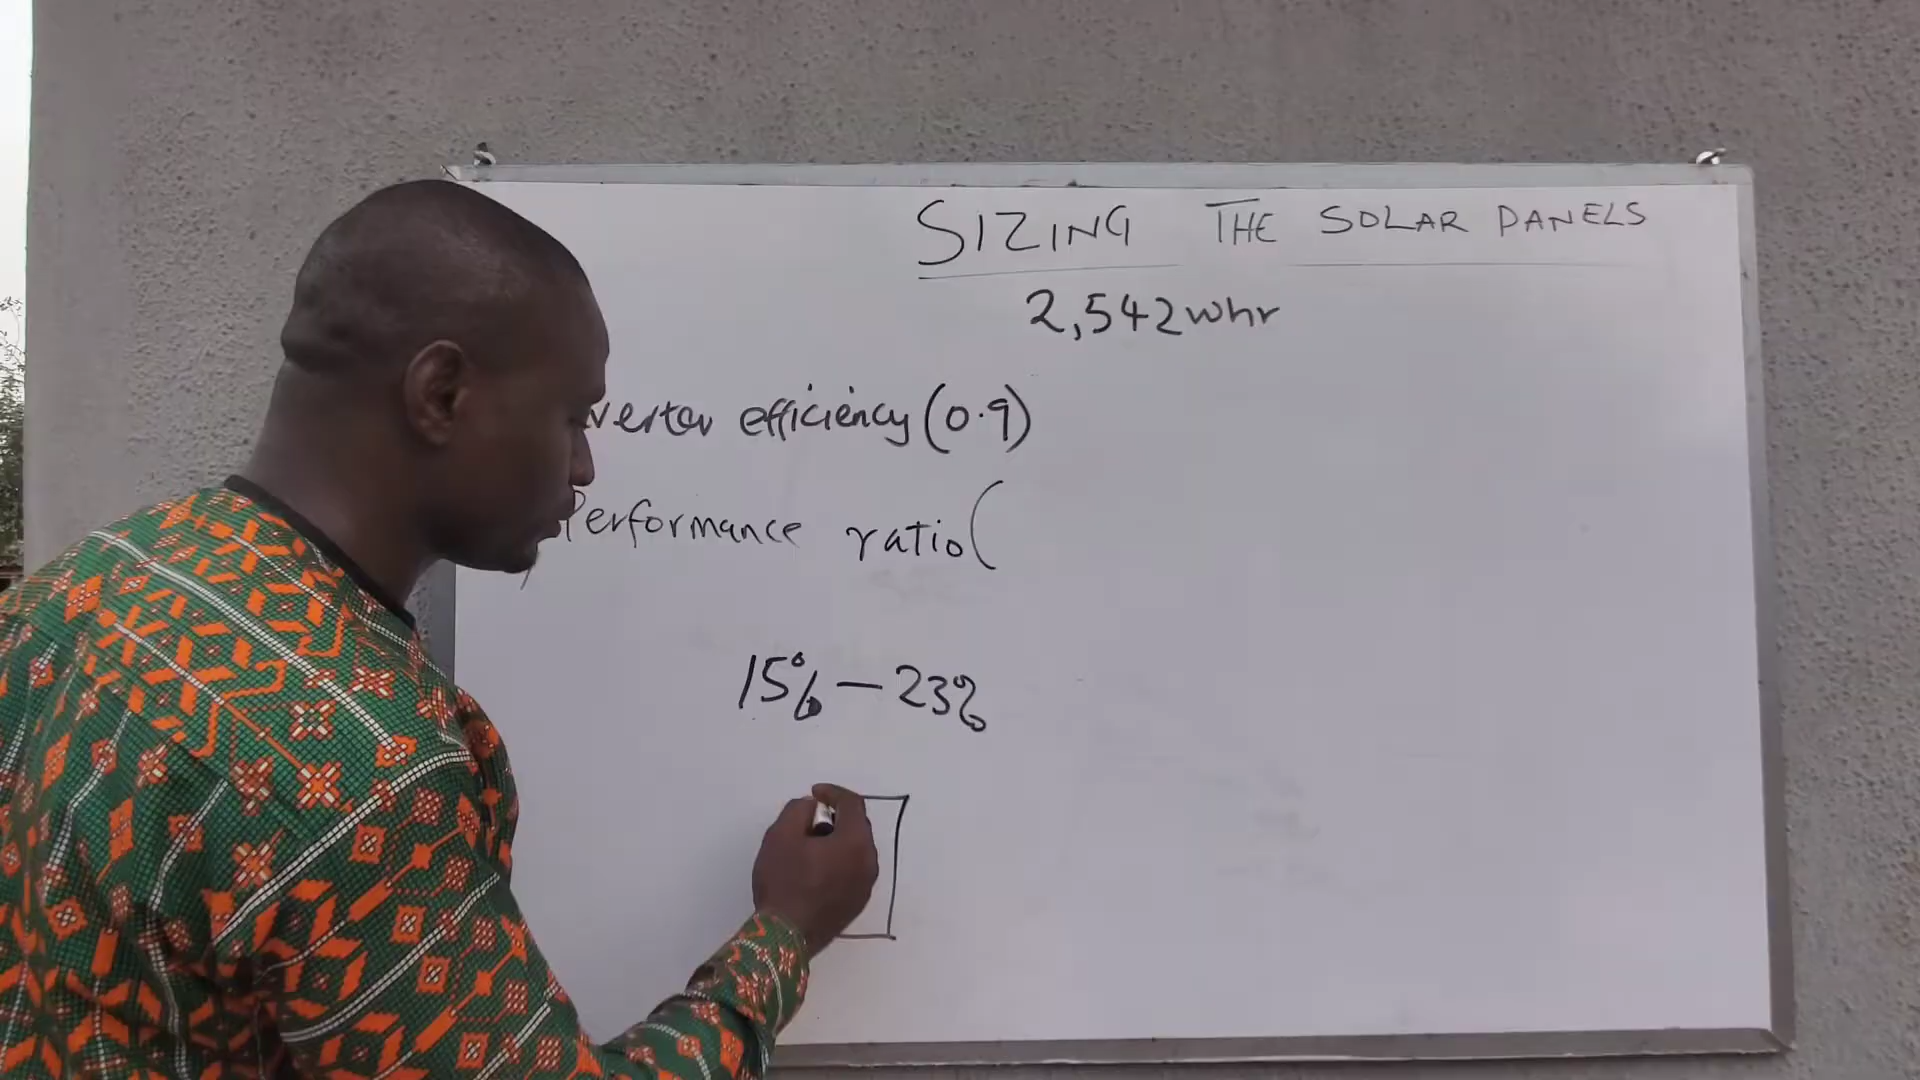 SIZING THE SOLAR PANELS
2,542whr
verter efficiency (0.9)
Performance ratio (
15% - 23%